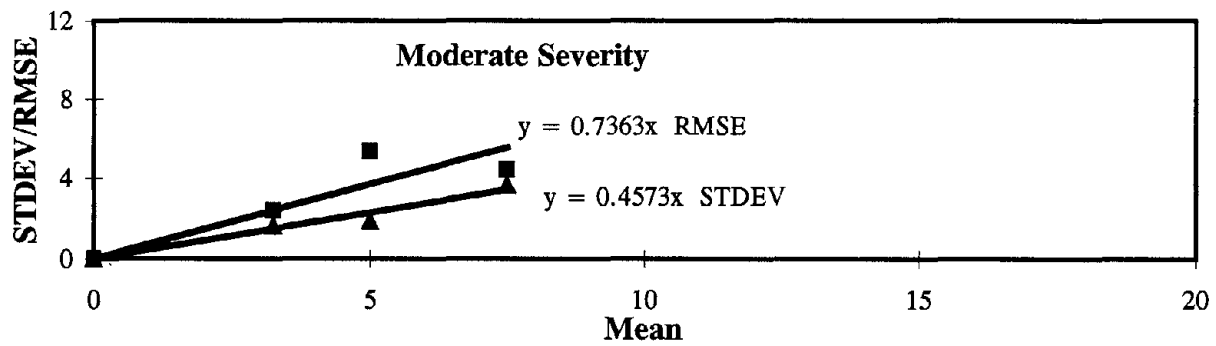 12
Moderate Severity
8
y = 0.7363x RMSE
4
y = 0.4573x STDEV
0
STDEV/RMSE
0 5 10 15 20
Mean